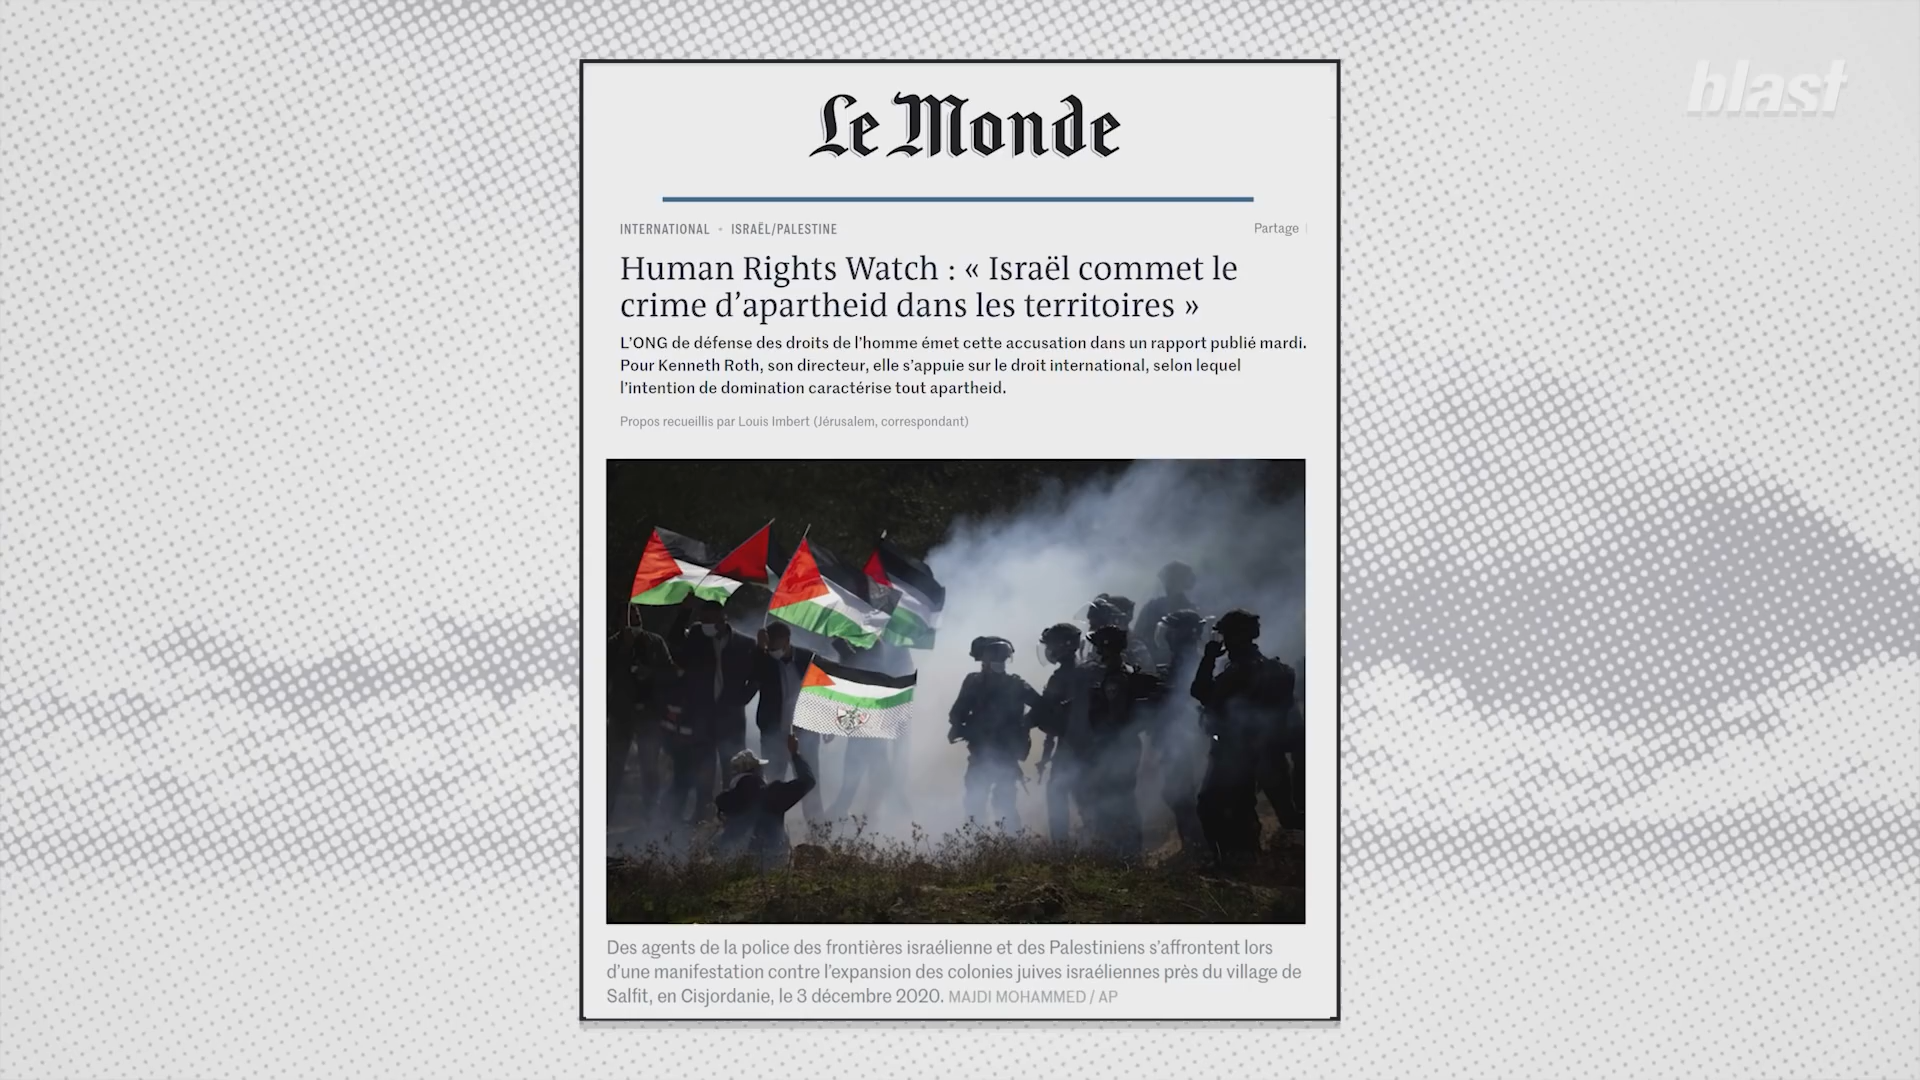 blast
Le Monde
INTERNATIONAL • ISRAËL/PALESTINE
Partage
Human Rights Watch : « Israël commet le
crime d’apartheid dans les territoires »
L’ONG de défense des droits de l’homme émet cette accusation dans un rapport publié mardi.
Pour Kenneth Roth, son directeur, elle s’appuie sur le droit international, selon lequel
l’intention de domination caractérise tout apartheid.
Propos recueillis par Louis Imbert (Jérusalem, correspondant)
Des agents de la police des frontières israélienne et des Palestiniens s’affrontent lors
d’une manifestation contre l’expansion des colonies juives israéliennes près du village de
Salfit, en Cisjordanie, le 3 décembre 2020. MAJDI MOHAMMED / AP